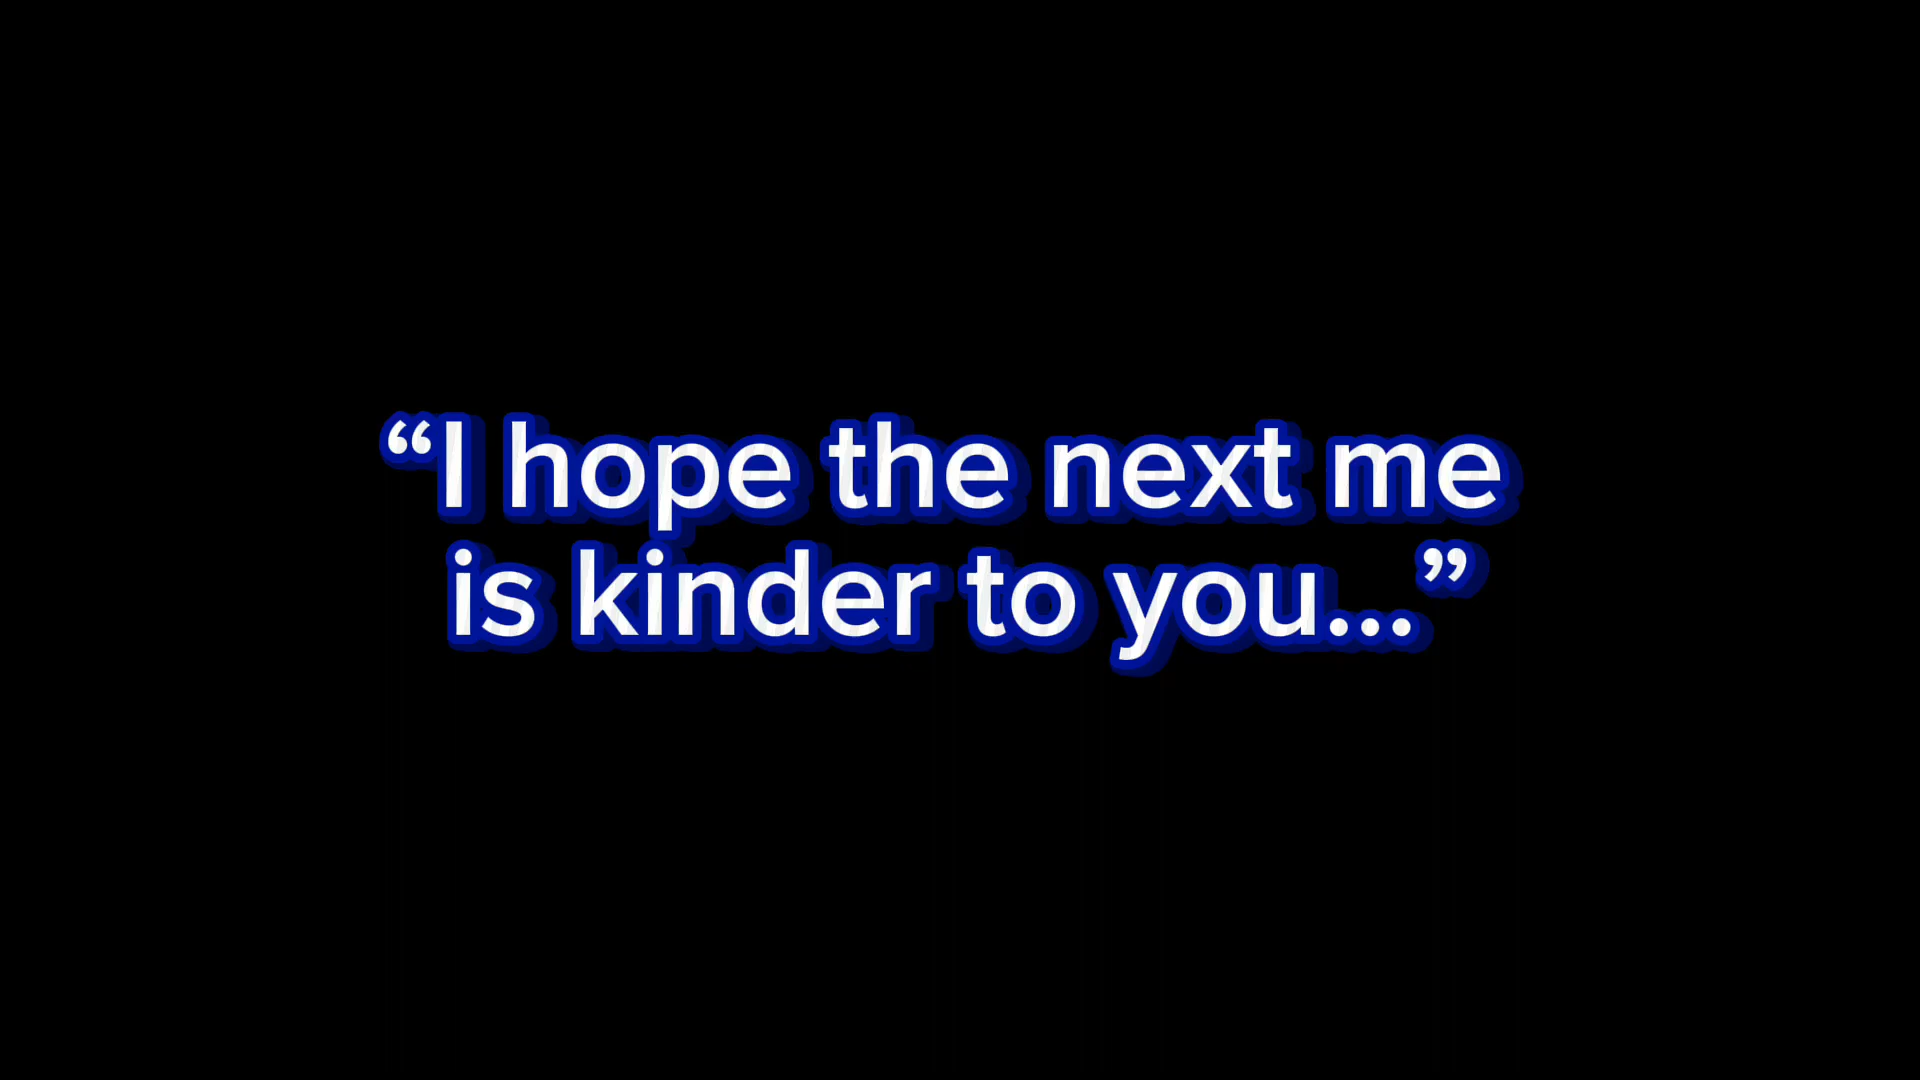 “I hope the next me
is kinder to you...”